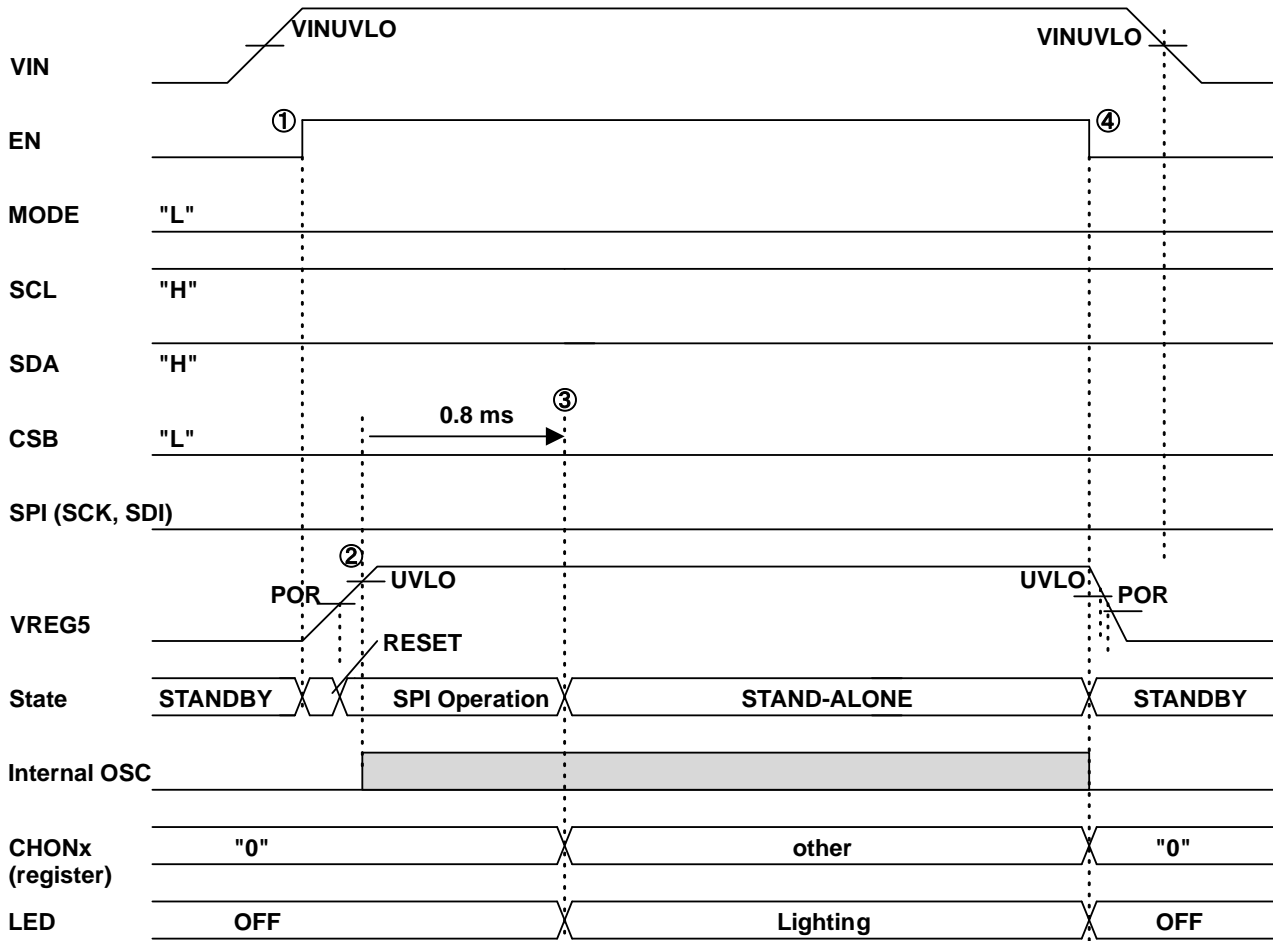 VINUVLO
VINUVLO
VIN
①
④
EN
MODE "L"
SCL "H"
SDA "H"
③
0.8 ms
CSB "L"
SPI (SCK, SDI)
②
UVLO
UVLO
POR
POR
VREG5
RESET
State STANDBY SPI Operation STAND-ALONE STANDBY
Internal OSC
CHONx "0" other "0"
(register)
LED OFF Lighting OFF